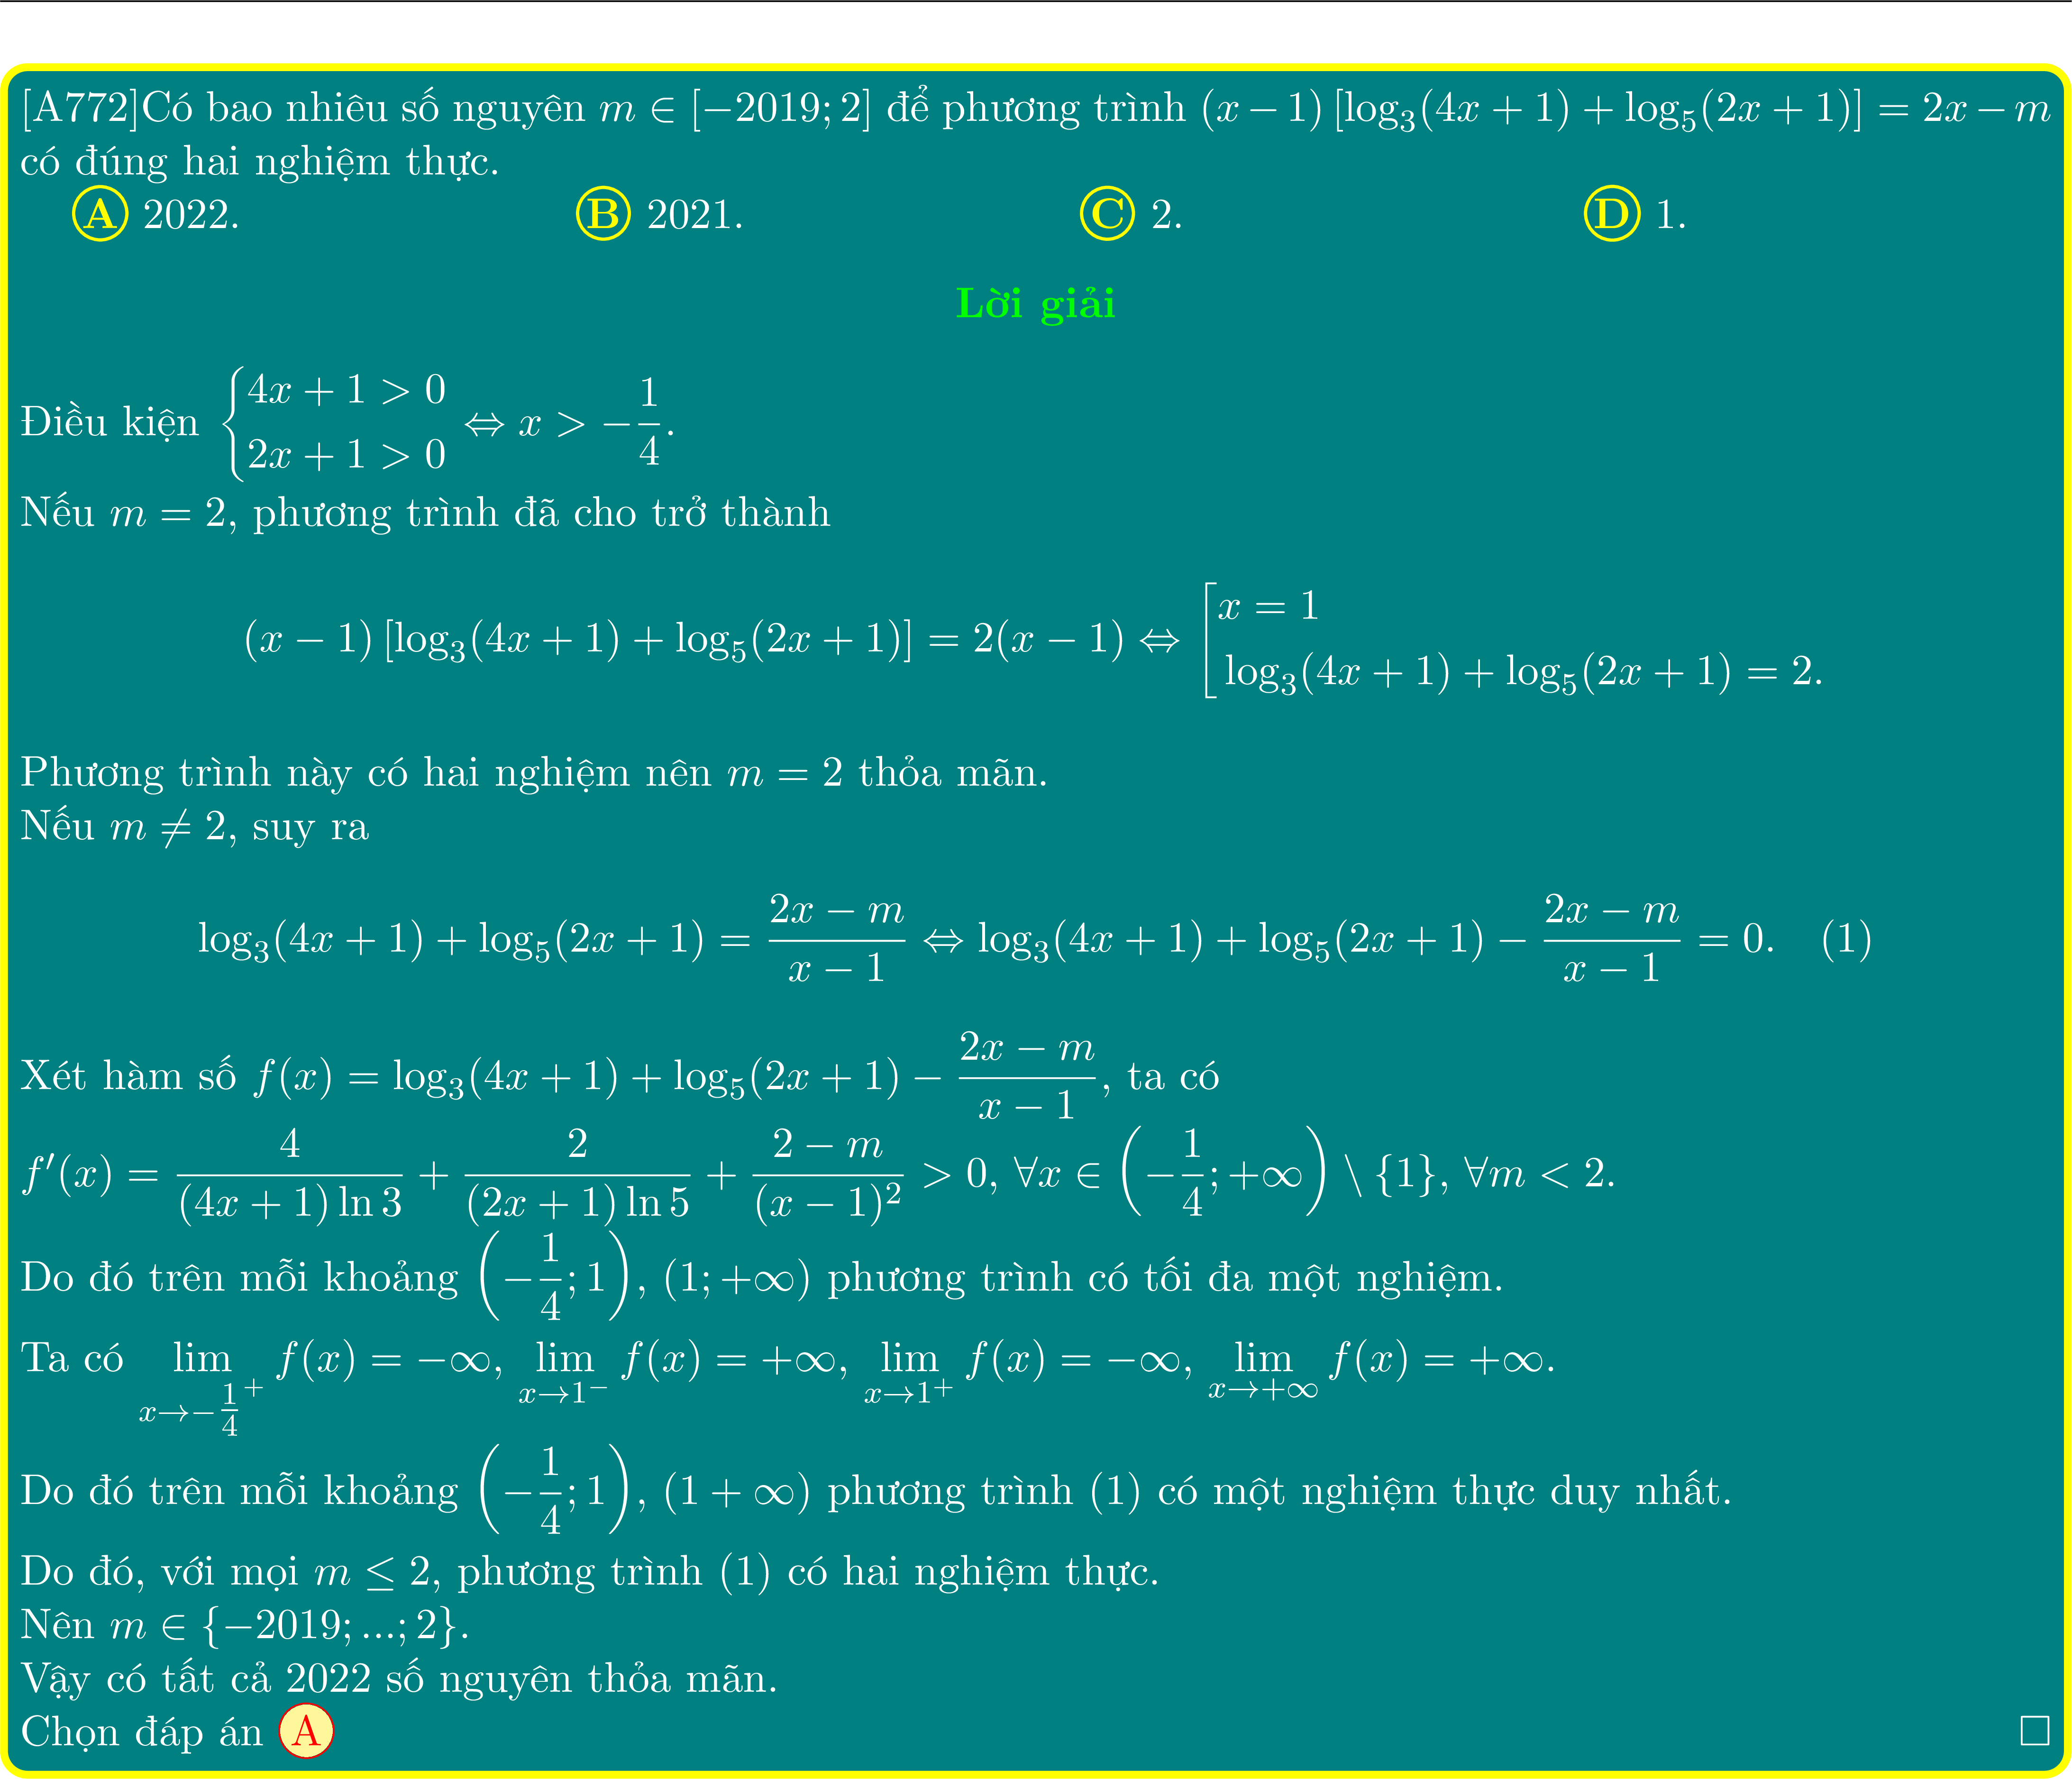 [A772]Có bao nhiêu số nguyên $m \in [-2019; 2]$ để phương trình $(x-1)\left[\log_3(4x+1)+\log_5(2x+1)\right] = 2x-m$
có đúng hai nghiệm thực.
Ⓐ 2022. Ⓑ 2021. Ⓒ 2. Ⓓ 1.
Lời giải
Điều kiện $\begin{cases} 4x+1>0 \\ 2x+1>0 \end{cases} \Leftrightarrow x > -\dfrac{1}{4}.$
Nếu $m = 2$, phương trình đã cho trở thành
$(x-1)\left[\log_3(4x+1)+\log_5(2x+1)\right] = 2(x-1) \Leftrightarrow \left[\begin{array}{l} x=1 \\ \log_3(4x+1)+\log_5(2x+1)=2. \end{array}\right.$
Phương trình này có hai nghiệm nên $m = 2$ thỏa mãn.
Nếu $m \neq 2$, suy ra
$\log_3(4x+1)+\log_5(2x+1) = \dfrac{2x-m}{x-1} \Leftrightarrow \log_3(4x+1)+\log_5(2x+1)-\dfrac{2x-m}{x-1} = 0. \quad (1)$
Xét hàm số $f(x) = \log_3(4x+1)+\log_5(2x+1)-\dfrac{2x-m}{x-1}$, ta có
$f'(x) = \dfrac{4}{(4x+1)\ln 3}+\dfrac{2}{(2x+1)\ln 5}+\dfrac{2-m}{(x-1)^2} > 0, \forall x \in \left(-\dfrac{1}{4};+\infty\right) \setminus \{1\}, \forall m < 2.$
Do đó trên mỗi khoảng $\left(-\dfrac{1}{4};1\right), (1;+\infty)$ phương trình có tối đa một nghiệm.
Ta có $\lim\limits_{x \to -\frac{1}{4}^+} f(x) = -\infty, \lim\limits_{x \to 1^-} f(x) = +\infty, \lim\limits_{x \to 1^+} f(x) = -\infty, \lim\limits_{x \to +\infty} f(x) = +\infty.$
Do đó trên mỗi khoảng $\left(-\dfrac{1}{4};1\right), (1+\infty)$ phương trình (1) có một nghiệm thực duy nhất.
Do đó, với mọi $m \leq 2$, phương trình (1) có hai nghiệm thực.
Nên $m \in \{-2019; ...; 2\}.$
Vậy có tất cả 2022 số nguyên thỏa mãn.
Chọn đáp án Ⓐ □